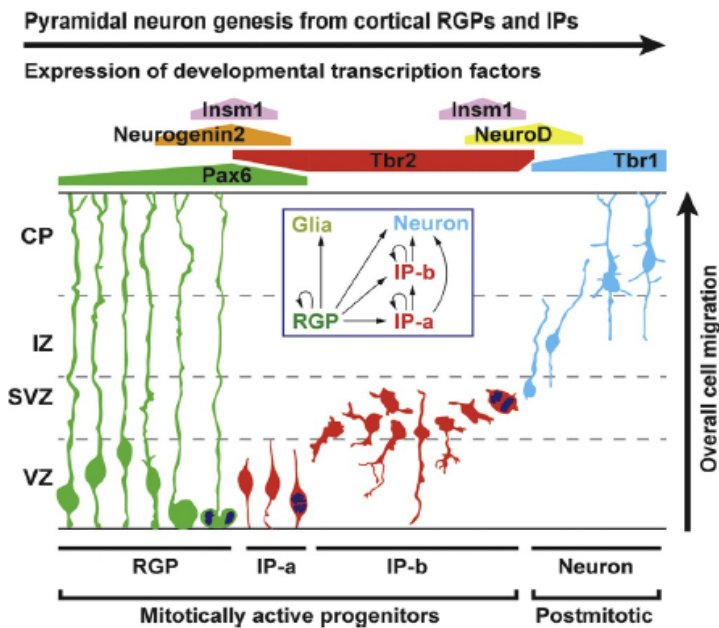 Pyramidal neuron genesis from cortical RGPs and IPs
Expression of developmental transcription factors
Insm1 Insm1
Neurogenin2 NeuroD
Tbr2 Tbr1
Pax6
CP
IZ
SVZ
VZ
Glia Neuron
IP-b
RGP IP-a
Overall cell migration
RGP IP-a IP-b Neuron
Mitotically active progenitors Postmitotic